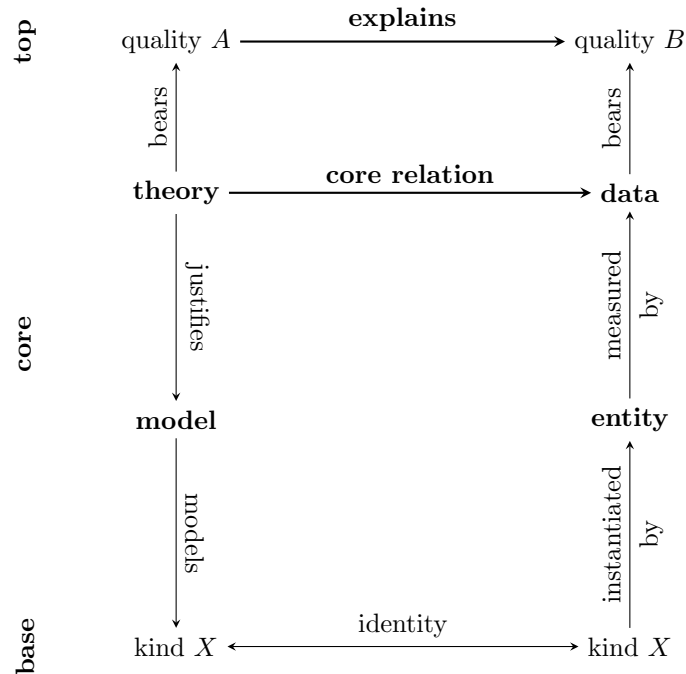 explains
top
quality A
quality B
bears
bears
theory
core relation
data
justifies
measured
by
core
model
entity
models
instantiated
by
base
kind X
identity
kind X